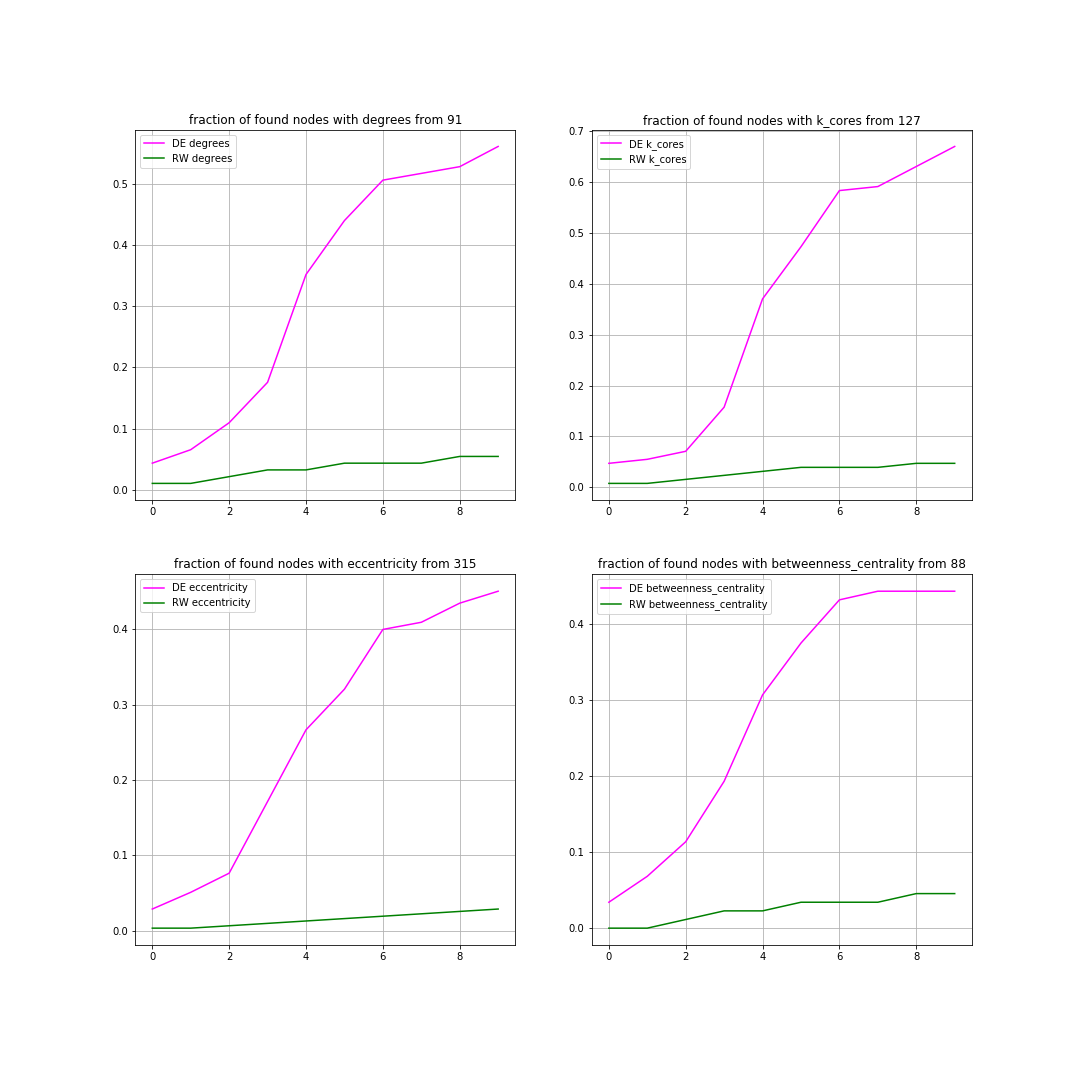 fraction of found nodes with degrees from 91
DE degrees
RW degrees
0.5
0.4
0.3
0.2
0.1
0.0
0 2 4 6 8
fraction of found nodes with k_cores from 127
DE k_cores
RW k_cores
0.7
0.6
0.5
0.4
0.3
0.2
0.1
0.0
0 2 4 6 8
fraction of found nodes with eccentricity from 315
DE eccentricity
RW eccentricity
0.4
0.3
0.2
0.1
0.0
0 2 4 6 8
fraction of found nodes with betweenness_centrality from 88
DE betweenness_centrality
RW betweenness_centrality
0.4
0.3
0.2
0.1
0.0
0 2 4 6 8